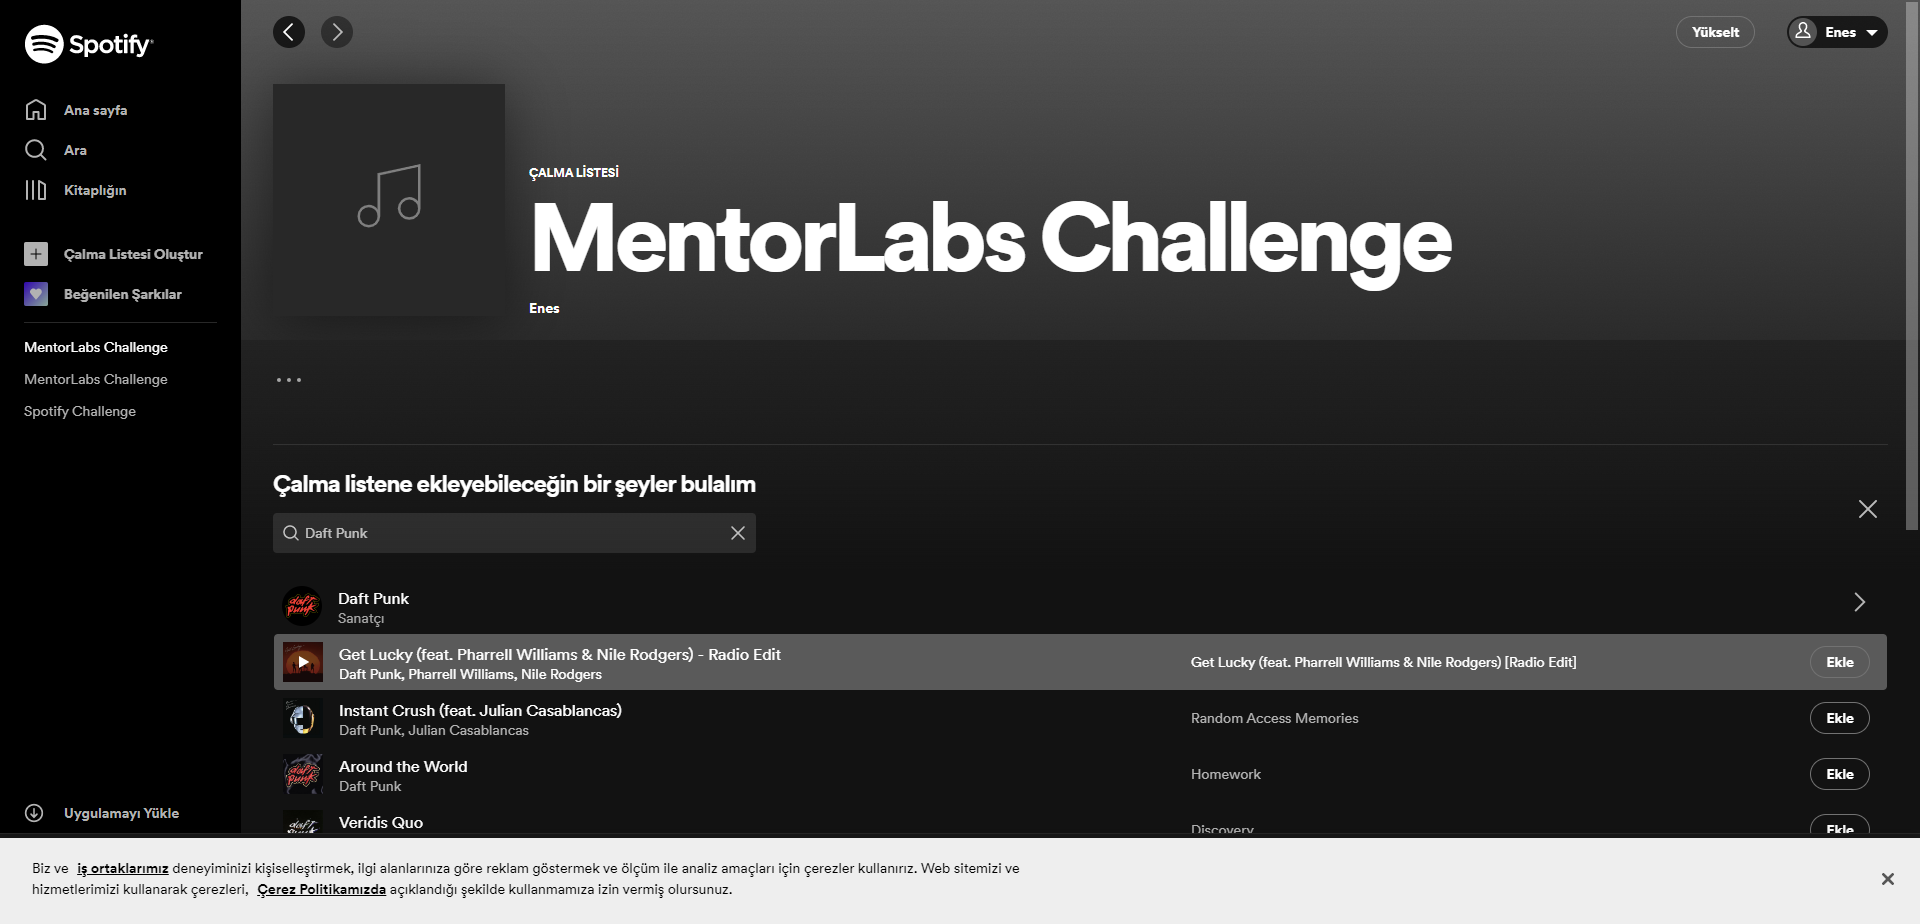 Spotify
Ana sayfa
Ara
Kitaplığın
Çalma Listesi Oluştur
Beğenilen Şarkılar
MentorLabs Challenge
MentorLabs Challenge
Spotify Challenge
Uygulamayı Yükle
Yükselt
Enes
ÇALMA LİSTESİ
MentorLabs Challenge
Enes
Çalma listene ekleyebileceğin bir şeyler bulalım
Daft Punk
daft punk
Daft Punk
Sanatçı
Get Lucky (feat. Pharrell Williams & Nile Rodgers) - Radio Edit
Daft Punk, Pharrell Williams, Nile Rodgers
Get Lucky (feat. Pharrell Williams & Nile Rodgers) [Radio Edit]
Ekle
Instant Crush (feat. Julian Casablancas)
Daft Punk, Julian Casablancas
Random Access Memories
Ekle
daft punk
Around the World
Daft Punk
Homework
Ekle
daft
Veridis Quo
Discovery
Ekle
Biz ve iş ortaklarımız deneyiminizi kişiselleştirmek, ilgi alanlarınıza göre reklam göstermek ve ölçüm ile analiz amaçları için çerezler kullanırız. Web sitemizi ve
hizmetlerimizi kullanarak çerezleri, Çerez Politikamızda açıklandığı şekilde kullanmamıza izin vermiş olursunuz.